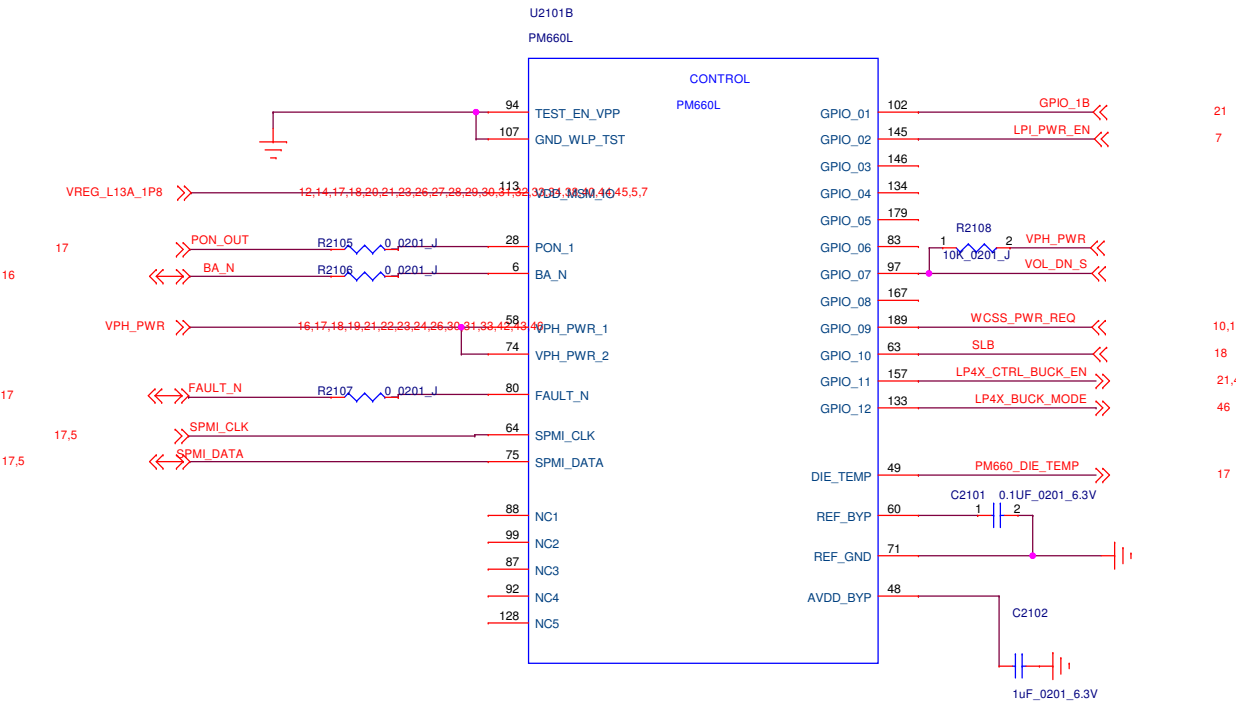 U2101B
PM660L
CONTROL
PM660L
94 TEST_EN_VPP
107 GND_WLP_TST
VREG_L13A_1P8 113 VDD_MSM_IO
17 PON_OUT R2105 0_0201_J 28 PON_1
16 BA_N R2106 0_0201_J 6 BA_N
VPH_PWR 16,17,18,19,21,22,23,24,26,30,31,33,42,43,46 58 VPH_PWR_1
74 VPH_PWR_2
17 FAULT_N R2107 0_0201_J 80 FAULT_N
17,5 SPMI_CLK 64 SPMI_CLK
17,5 SPMI_DATA 75 SPMI_DATA
88 NC1
99 NC2
87 NC3
92 NC4
128 NC5
GPIO_01 102 GPIO_1B 21
GPIO_02 145 LPI_PWR_EN 7
GPIO_03 146
GPIO_04 134
GPIO_05 179
R2108
GPIO_06 83 1 2 VPH_PWR
10K_0201_J
GPIO_07 97 VOL_DN_S
GPIO_08 167
GPIO_09 189 WCSS_PWR_REQ 10,1
GPIO_10 63 SLB 18
GPIO_11 157 LP4X_CTRL_BUCK_EN 21,4
GPIO_12 133 LP4X_BUCK_MODE 46
DIE_TEMP 49 PM660_DIE_TEMP 17
C2101 0.1UF_0201_6.3V
REF_BYP 60 1 2
REF_GND 71
AVDD_BYP 48
C2102
1uF_0201_6.3V